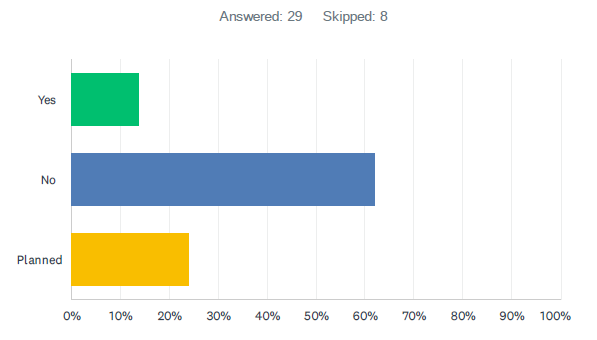 Answered: 29 Skipped: 8
Yes
No
Planned
0% 10% 20% 30% 40% 50% 60% 70% 80% 90% 100%